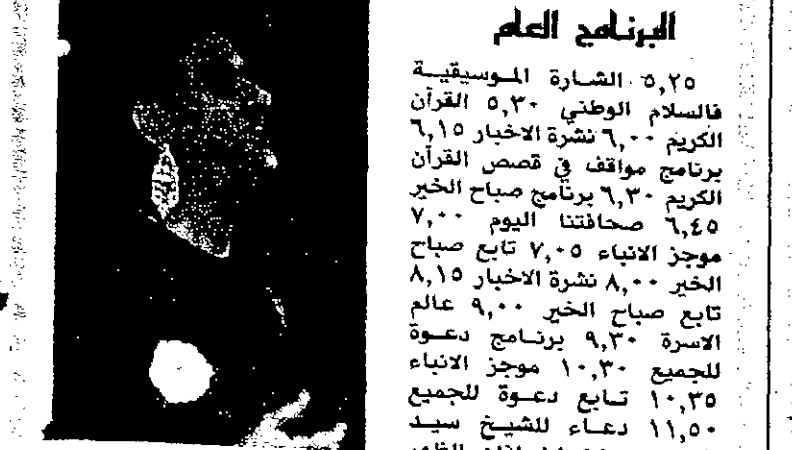 البرنامج العام
٥,٢٥ الشارة الموسيقية
فالسلام الوطني ٥,٣٠ القرآن
الكريم ٦,٠٠ نشرة الاخبار ٦,١٥
برنامج مواقف في قصص القرآن
الكريم ٦,٣٠ برنامج صباح الخير
٦,٤٥ صحافتنا اليوم ٧,٠٠
موجز الانباء ٧,٠٥ تابع صباح
الخير ٨,٠٠ نشرة الاخبار ٨,١٥
تابع صباح الخير ٩,٠٠ عالم
الاسرة ٩,٣٠ برنامج دعوة
للجميع ١٠,٣٠ موجز الانباء
١٠,٣٥ تابع دعوة للجميع
١١,٥٠ دعاء للشيخ سيد